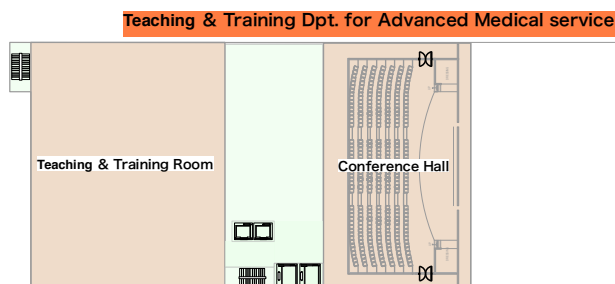 Teaching & Training Dpt. for Advanced Medical service
Teaching & Training Room
Conference Hall